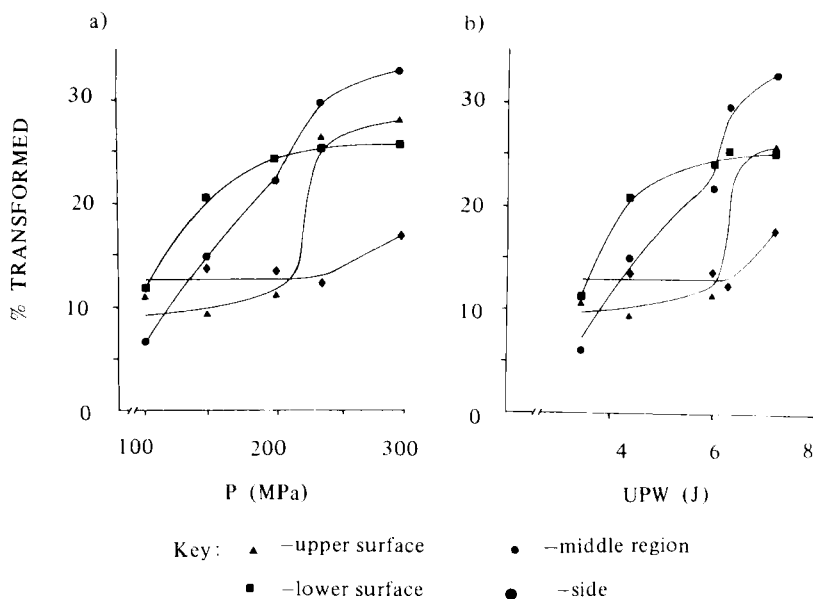 a)
b)
% TRANSFORMED
30
20
10
0
100 200 300
P (MPa)
30
20
10
0
4 6 8
UPW (J)
Key: ▲ –upper surface ● –middle region
■ –lower surface ● –side